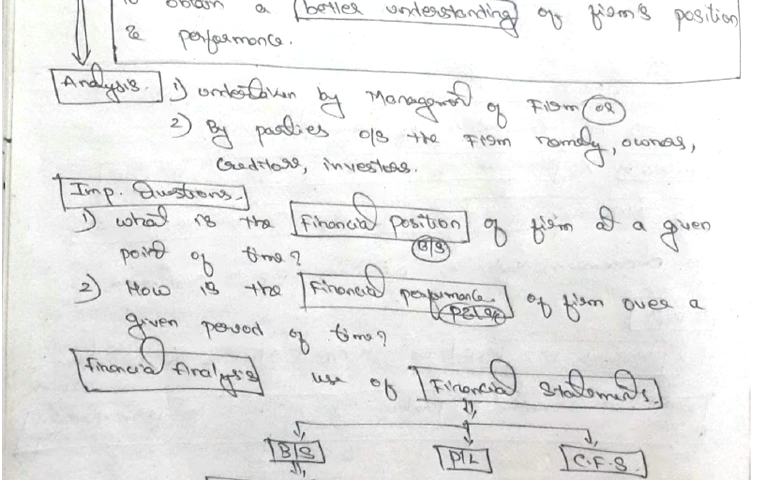 to obtain a better understanding of firm's position
& performance.
Analysis. 1) undertaken by Management of Firm OR
2) By parties o/s the Firm namely, owners,
Creditors, investors.
Imp. Questions.
1) What is the Financial position of firm at a given
point of time?
B/S
2) How is the Financial performance of firm over a
P & L a/c
given period of time?
Financial Analysis use of Financial Statements.
B/S P/L C.F.S.